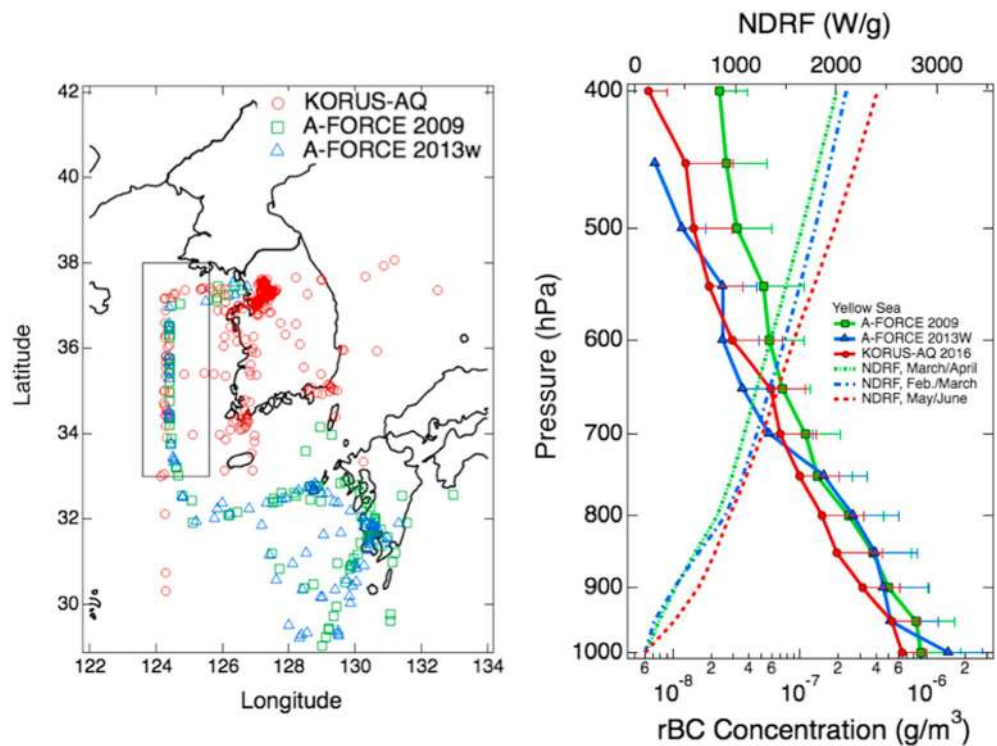 KORUS-AQ
A-FORCE 2009
A-FORCE 2013w
42
40
38
36
34
32
30
Latitude
122 124 126 128 130 132 134
Longitude
NDRF (W/g)
0 1000 2000 3000
400
500
600
700
800
900
1000
Pressure (hPa)
Yellow Sea
A-FORCE 2009
A-FORCE 2013W
KORUS-AQ 2016
NDRF, March/April
NDRF, Feb./March
NDRF, May/June
6 2 4 6 2 4 6 2
10⁻⁸ 10⁻⁷ 10⁻⁶
rBC Concentration (g/m³)